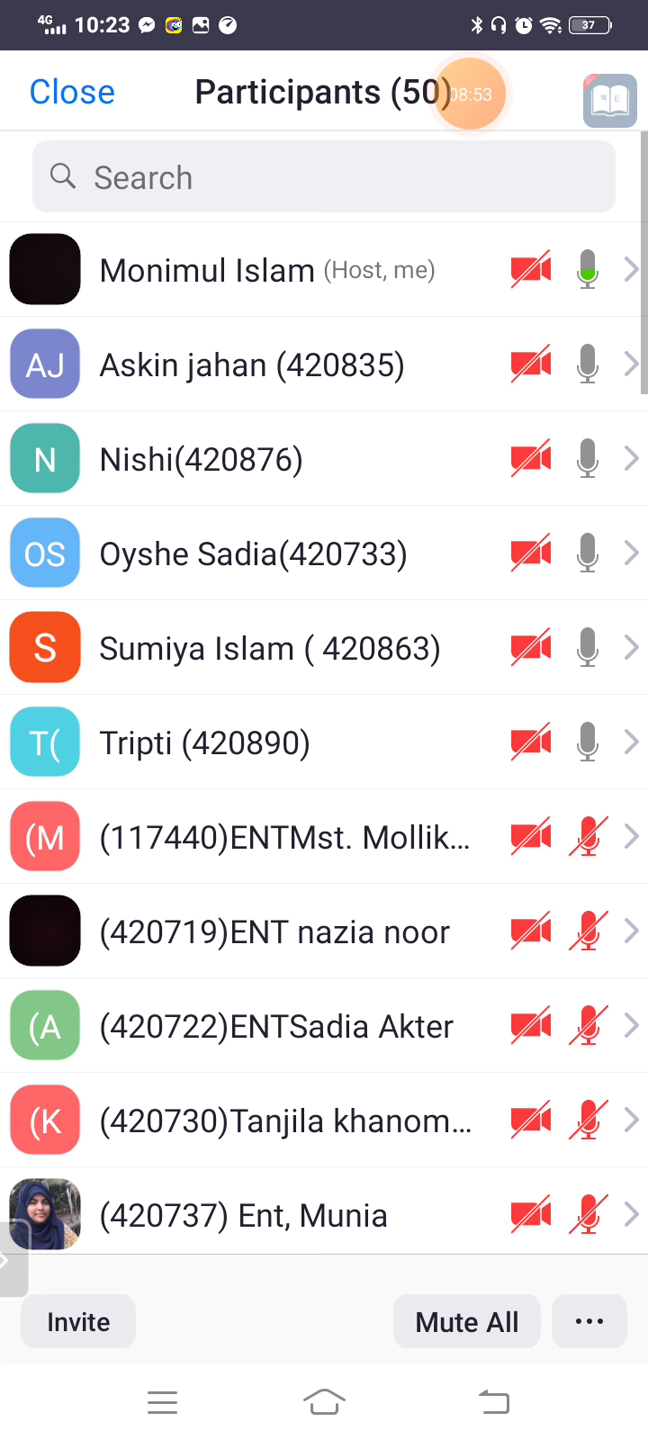 4G 10:23 37
Close Participants (50) 08:53
Search
Monimul Islam (Host, me)
AJ Askin jahan (420835)
N Nishi(420876)
OS Oyshe Sadia(420733)
S Sumiya Islam ( 420863)
T( Tripti (420890)
(M (117440)ENTMst. Mollik...
(420719)ENT nazia noor
(A (420722)ENTSadia Akter
(K (420730)Tanjila khanom...
(420737) Ent, Munia
Invite Mute All ...